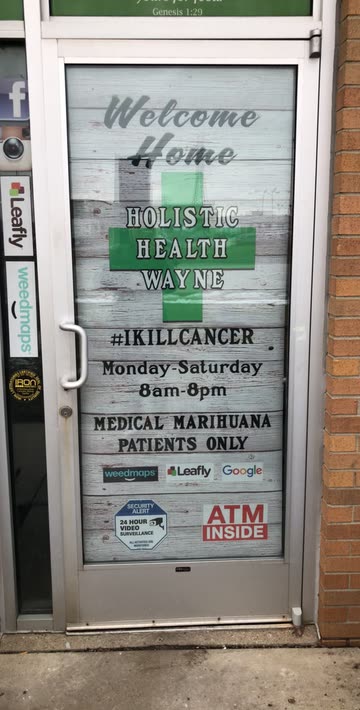 Genesis 1:29
Welcome
Home
HOLISTIC
HEALTH
WAYNE
#IKILLCANCER
Monday-Saturday
8am-8pm
MEDICAL MARIHUANA
PATIENTS ONLY
weedmaps
Leafly
Google
SECURITY
ALERT
24 HOUR
VIDEO
SURVEILLANCE
ATM
INSIDE
f
Leafly
weedmaps